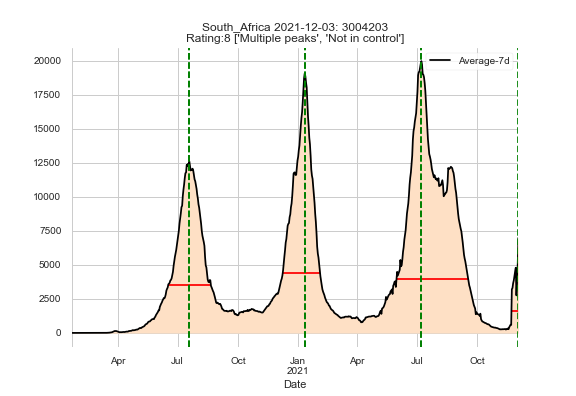 South_Africa 2021-12-03: 3004203
Rating:8 ['Multiple peaks', 'Not in control']
Average-7d
20000
17500
15000
12500
10000
7500
5000
2500
0
Apr Jul Oct Jan Apr Jul Oct
2021
Date